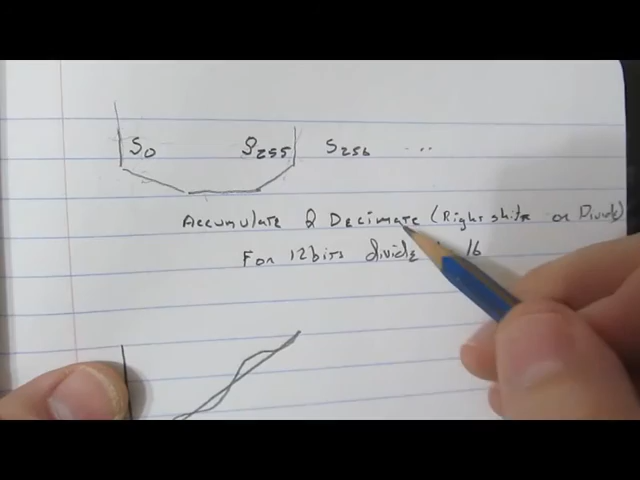 S0 S255 S256 ...
Accumulate & Decimate (Right shift or Divide)
For 12bits divide 16